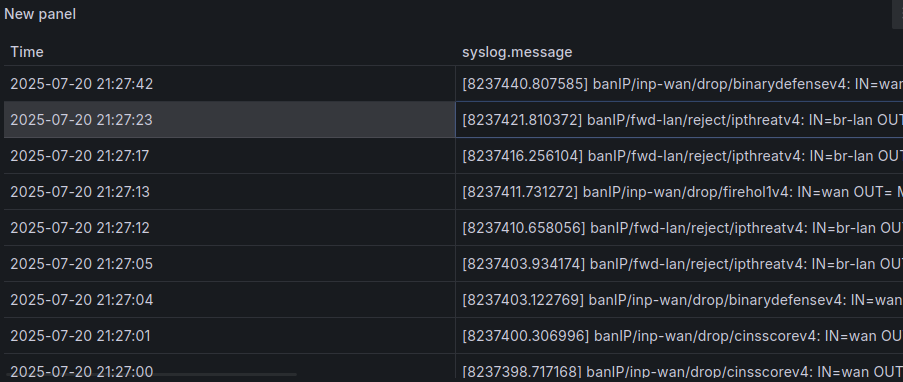 New panel
Time syslog.message
2025-07-20 21:27:42 [8237440.807585] banIP/inp-wan/drop/binarydefensev4: IN=wan
2025-07-20 21:27:23 [8237421.810372] banIP/fwd-lan/reject/ipthreatv4: IN=br-lan OUT
2025-07-20 21:27:17 [8237416.256104] banIP/fwd-lan/reject/ipthreatv4: IN=br-lan OUT
2025-07-20 21:27:13 [8237411.731272] banIP/inp-wan/drop/firehol1v4: IN=wan OUT= M
2025-07-20 21:27:12 [8237410.658056] banIP/fwd-lan/reject/ipthreatv4: IN=br-lan OUT
2025-07-20 21:27:05 [8237403.934174] banIP/fwd-lan/reject/ipthreatv4: IN=br-lan OUT
2025-07-20 21:27:04 [8237403.122769] banIP/inp-wan/drop/binarydefensev4: IN=wan
2025-07-20 21:27:01 [8237400.306996] banIP/inp-wan/drop/cinsscorev4: IN=wan OU
2025-07-20 21:27:00 [8237398.717168] banIP/inp-wan/drop/cinsscorev4: IN=wan OUT